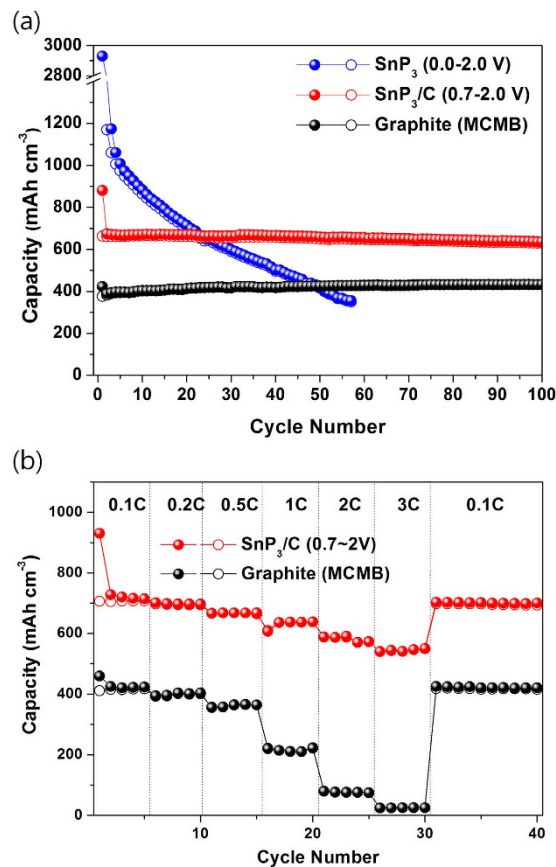 (a)
3000
2800
1200
1000
800
600
400
200
0
Capacity (mAh cm⁻³)
SnP₃ (0.0-2.0 V)
SnP₃/C (0.7-2.0 V)
Graphite (MCMB)
0 10 20 30 40 50 60 70 80 90 100
Cycle Number
(b)
1000
800
600
400
200
0
Capacity (mAh cm⁻³)
0.1C 0.2C 0.5C 1C 2C 3C 0.1C
SnP₃/C (0.7~2V)
Graphite (MCMB)
10 20 30 40
Cycle Number